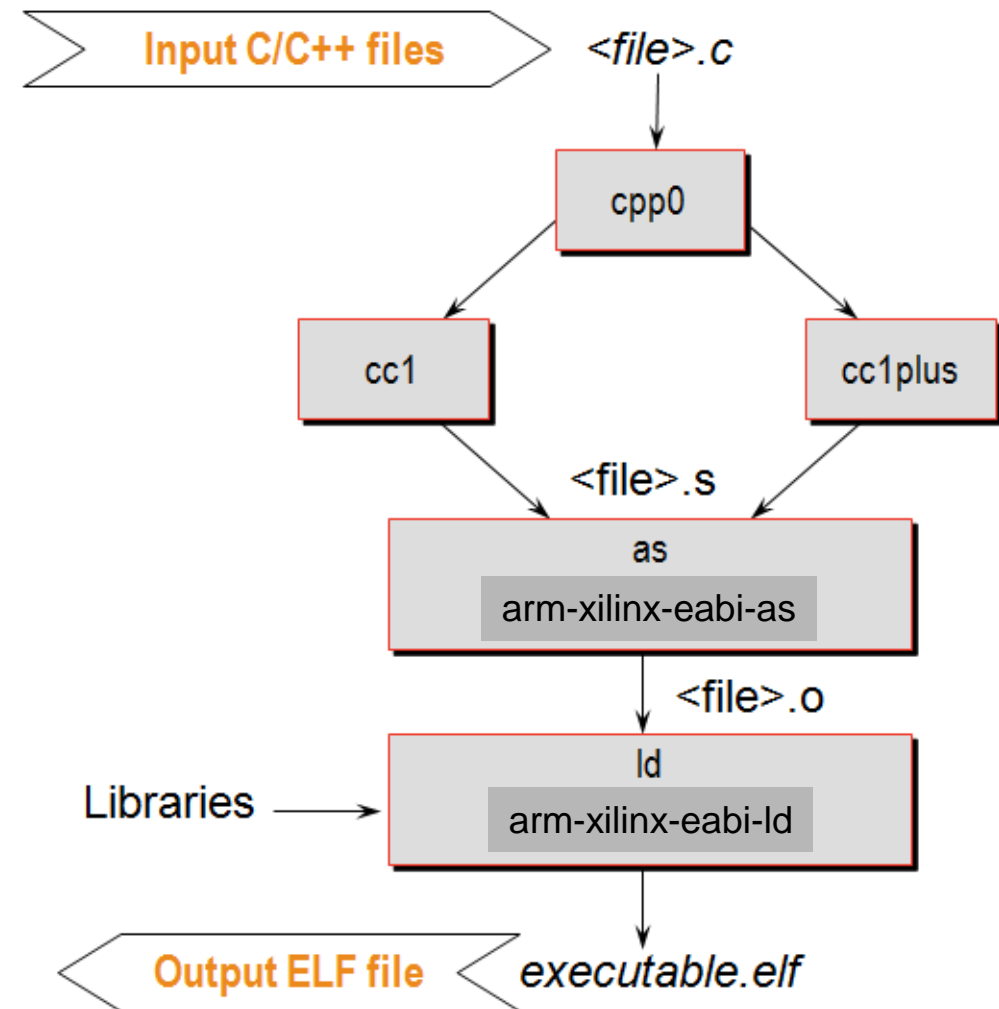 Input C/C++ files
<file>.c
cpp0
cc1
cc1plus
<file>.s
as
arm-xilinx-eabi-as
<file>.o
ld
Libraries
arm-xilinx-eabi-ld
Output ELF file
executable.elf